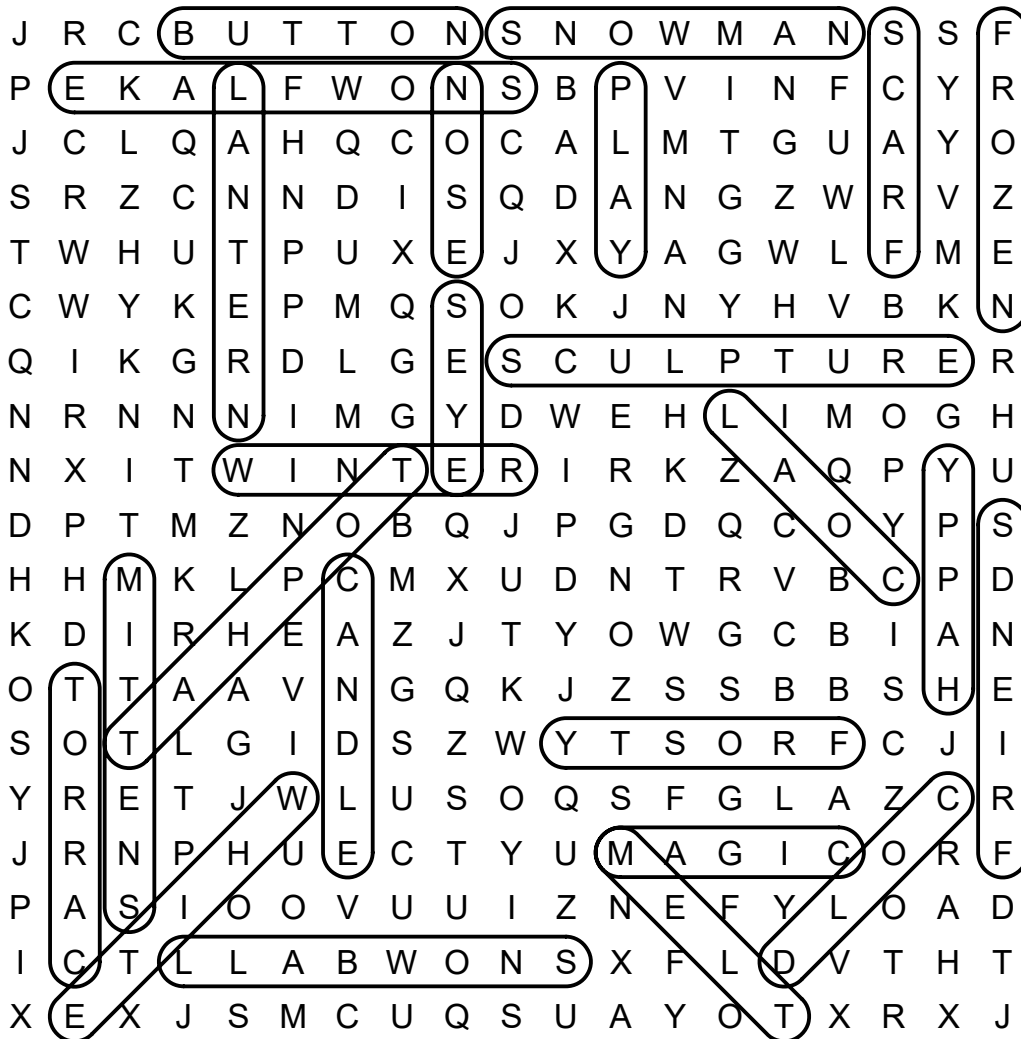 J R C B U T T O N S N O W M A N S S F
P E K A L F W O N S B P V I N F C Y R
J C L Q A H Q C O C A L M T G U A Y O
S R Z C N N D I S Q D A N G Z W R V Z
T W H U T P U X E J X Y A G W L F M E
C W Y K E P M Q S O K J N Y H V B K N
Q I K G R D L G E S C U L P T U R E R
N R N N N I M G Y D W E H L I M O G H
N X I T W I N T E R I R K Z A Q P Y U
D P T M Z N O B Q J P G D Q C O Y P S
H H M K L P C M X U D N T R V B C P D
K D I R H E A Z J T Y O W G C B I A N
O T T A A V N G Q K J Z S S B B S H E
S O T L G I D S Z W Y T S O R F C J I
Y R E T J W L U S O Q S F G L A Z C R
J R N P H U E C T Y U M A G I C O R F
P A S I O O V U U I Z N E F Y L O A D
I C T L L A B W O N S X F L D V T H T
X E X J S M C U Q S U A Y O T X R X J